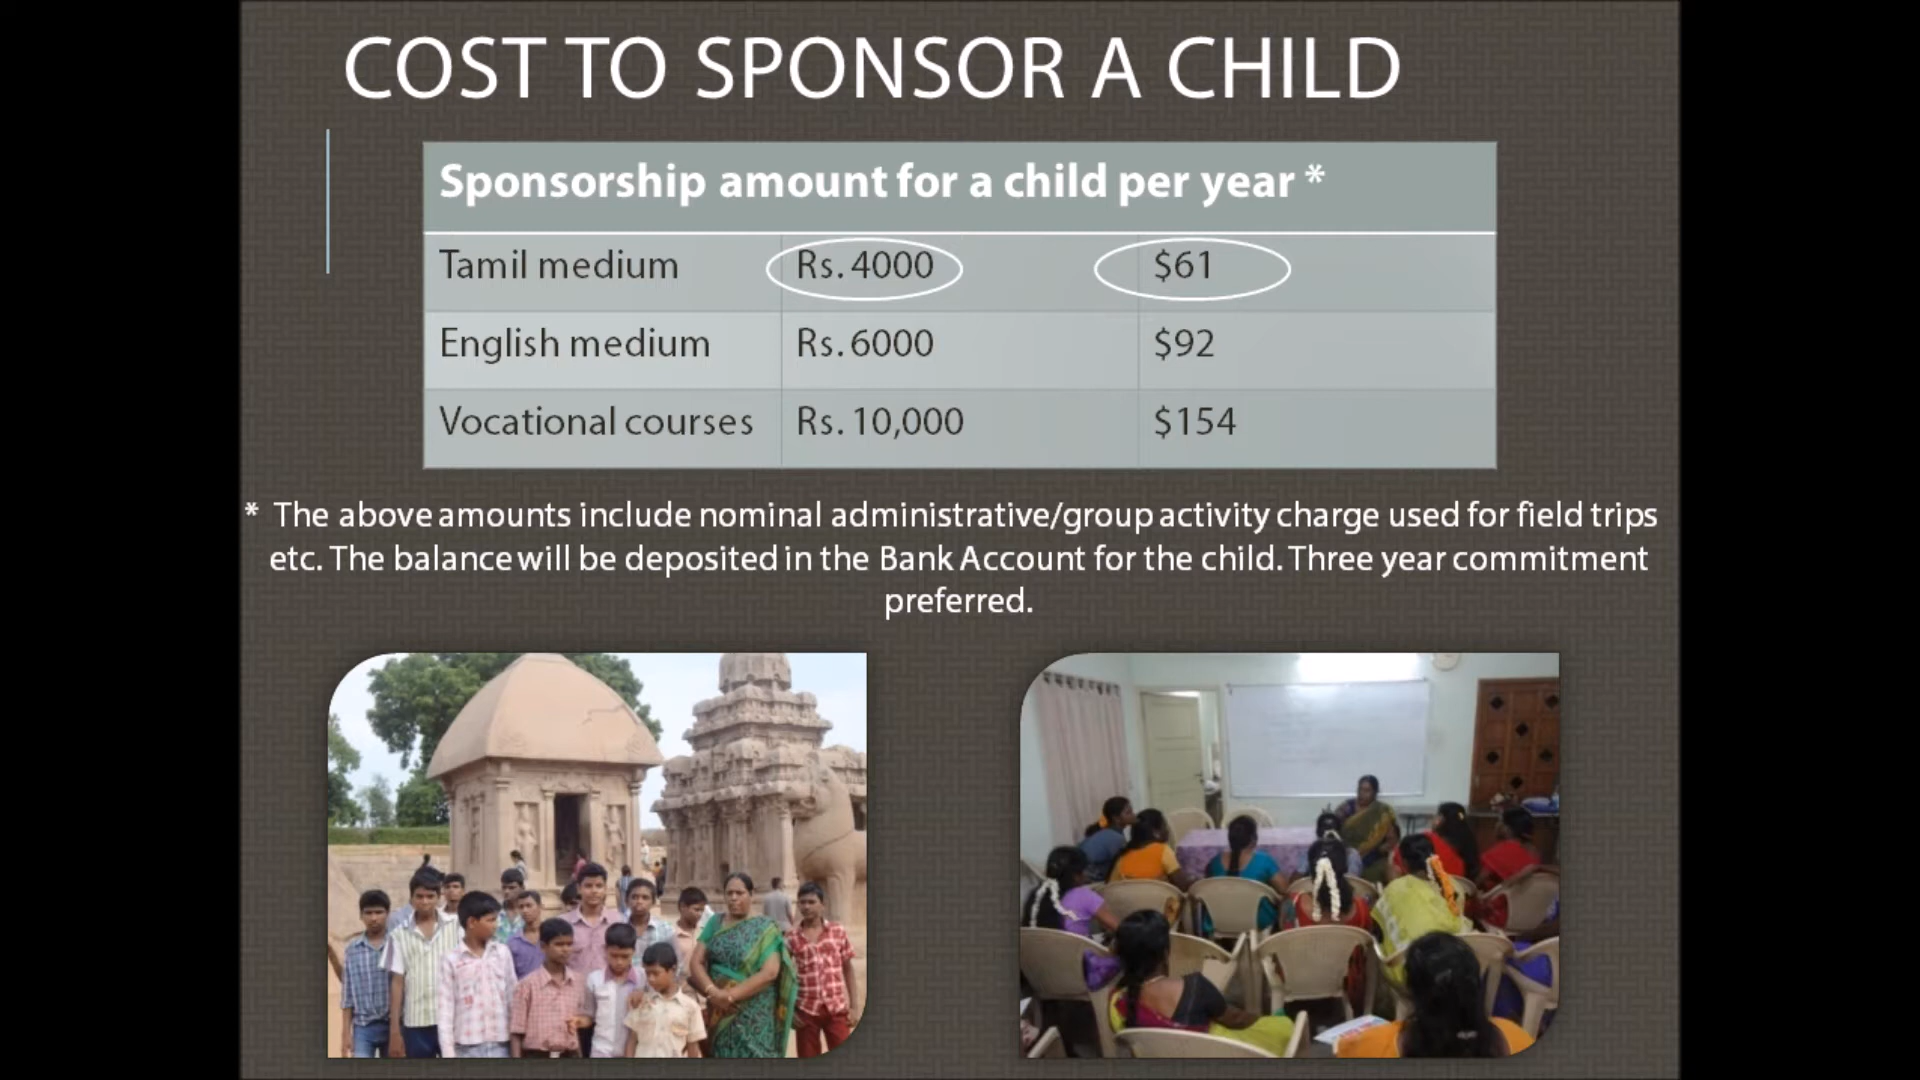 COST TO SPONSOR A CHILD
Sponsorship amount for a child per year *
Tamil medium Rs. 4000 $61
English medium Rs. 6000 $92
Vocational courses Rs. 10,000 $154
* The above amounts include nominal administrative/group activity charge used for field trips
etc. The balance will be deposited in the Bank Account for the child. Three year commitment
preferred.